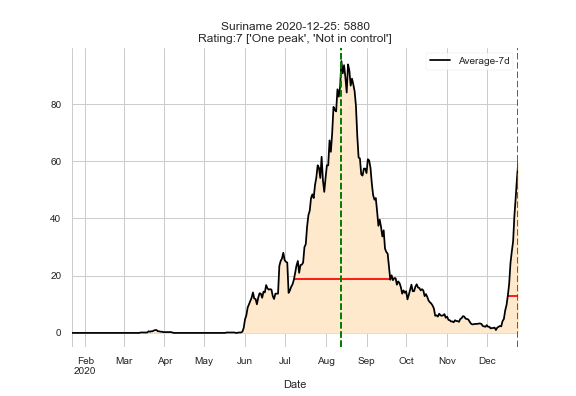 Suriname 2020-12-25: 5880
Rating:7 ['One peak', 'Not in control']
Average-7d
80
60
40
20
0
Feb Mar Apr May Jun Jul Aug Sep Oct Nov Dec
2020
Date